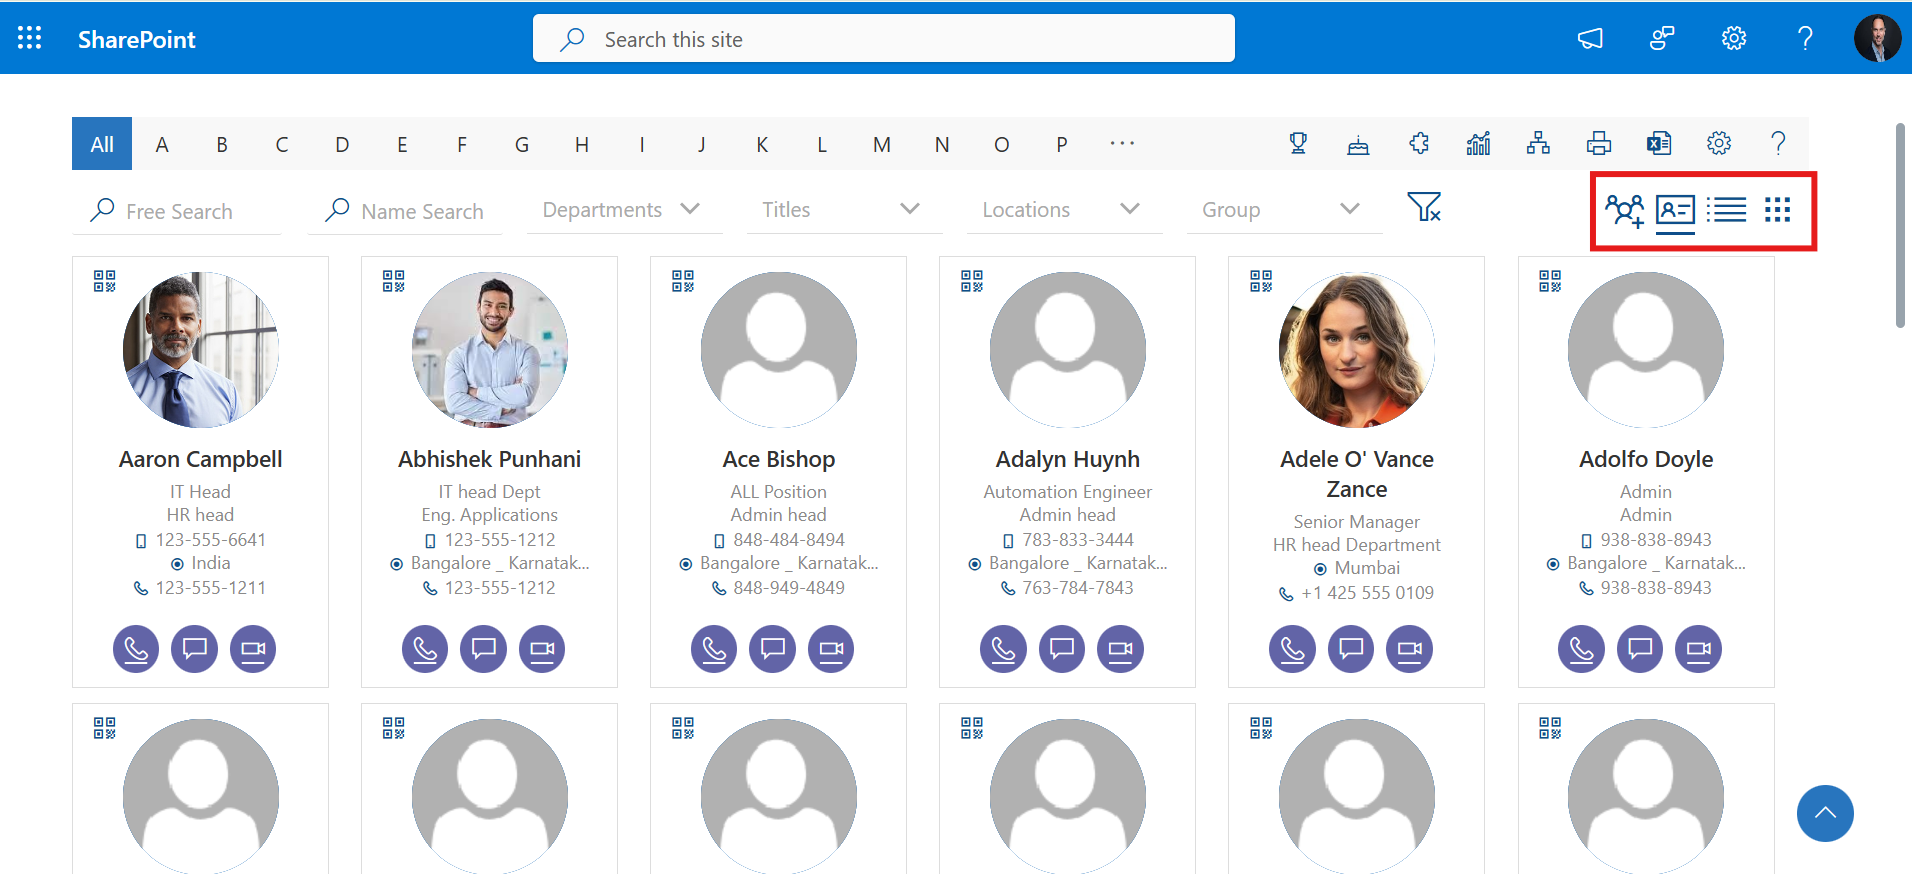 SharePoint
Search this site
All A B C D E F G H I J K L M N O P ...
Free Search Name Search Departments Titles Locations Group
Aaron Campbell
IT Head
HR head
123-555-6641
India
123-555-1211
Abhishek Punhani
IT head Dept
Eng. Applications
123-555-1212
Bangalore _ Karnatak...
123-555-1212
Ace Bishop
ALL Position
Admin head
848-484-8494
Bangalore _ Karnatak...
848-949-4849
Adalyn Huynh
Automation Engineer
Admin head
783-833-3444
Bangalore _ Karnatak...
763-784-7843
Adele O' Vance
Zance
Senior Manager
HR head Department
Mumbai
+1 425 555 0109
Adolfo Doyle
Admin
Admin
938-838-8943
Bangalore _ Karnatak...
938-838-8943